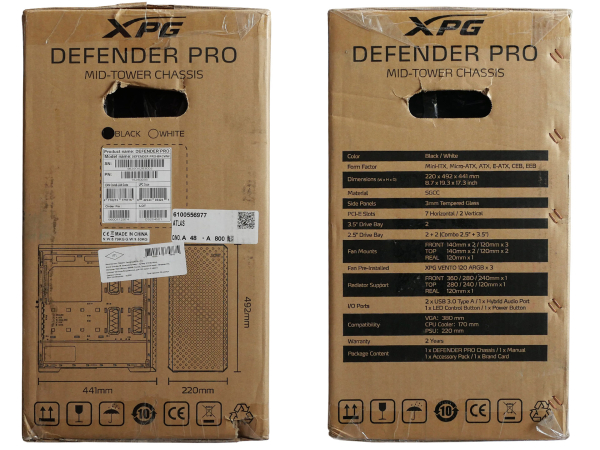 XPG
DEFENDER PRO
MID-TOWER CHASSIS
BLACK WHITE
Product name: DEFENDER PRO
SN:
PN:
6100556977
ATLAS
MADE IN CHINA
492mm
441mm 220mm
10
CE
XPG
DEFENDER PRO
MID-TOWER CHASSIS
Color Black / White
Form Factor Mini-ITX, Micro-ATX, ATX, E-ATX, CEB, EEB
Dimensions (W x H x D) 220 x 492 x 441 mm
8.7 x 19.3 x 17.3 inch
Material SGCC
Side Panels 3mm Tempered Glass
PCI-E Slots 7 Horizontal / 2 Vertical
3.5" Drive Bay 2
2.5" Drive Bay 2 + 2 (Combo 2.5" + 3.5")
Fan Mounts FRONT 140mm x 2 / 120mm x 3
TOP 140mm x 2 / 120mm x 2
REAL 120mm x 1
Fan Pre-Installed XPG VENTO 120 ARGB x 3
Radiator Support FRONT 360 / 280 / 240mm x 1
TOP 280 / 240 / 120mm x 1
REAL 120mm x 1
I/O Ports 2 x USB 3.0 Type A / 1 x Hybrid Audio Port
1 x LED Control Button / 1 x Power Button
Compatibility VGA: 380 mm
CPU Cooler: 170 mm
PSU: 220 mm
Warranty 2 Years
Package Content 1 x DEFENDER PRO Chassis / 1 x Manual
1 x Accessory Pack / 1 x Brand Card
10
CE